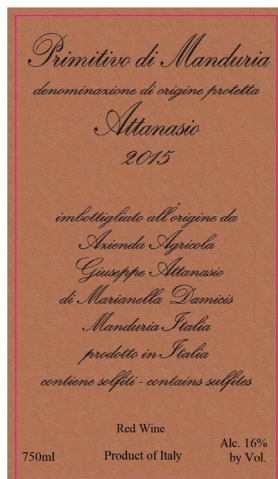 Primitivo di Manduria
denominazione di origine protetta
Attanasio
2015
imbottigliato all'origine da
Azienda Agricola
Giuseppe Attanasio
di Marianella Damicis
Manduria Italia
prodotto in Italia
contiene solfiti - contains sulfites
Red Wine
750ml
Product of Italy
Alc. 16%
by Vol.